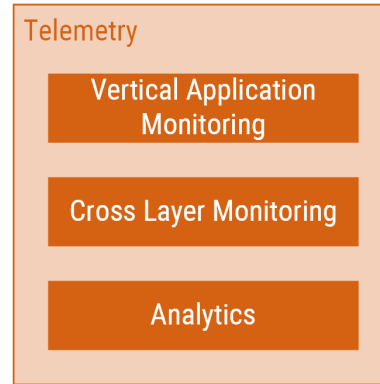 Telemetry
Vertical Application
Monitoring
Cross Layer Monitoring
Analytics